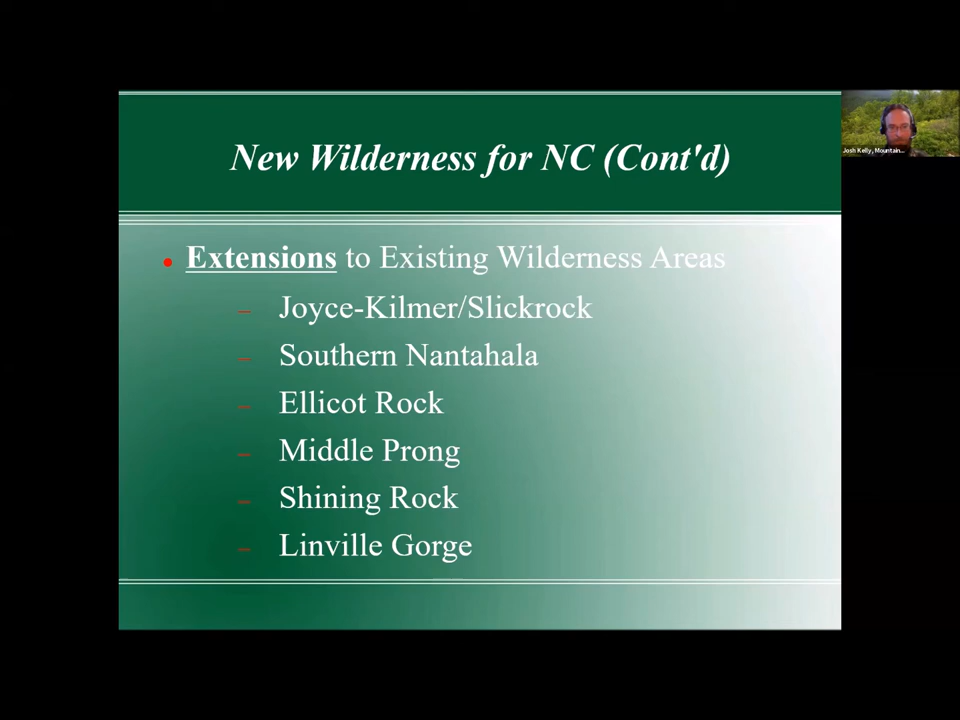 New Wilderness for NC (Cont'd)
Josh Kelly, Mountain...
Extensions to Existing Wilderness Areas
Joyce-Kilmer/Slickrock
Southern Nantahala
Ellicot Rock
Middle Prong
Shining Rock
Linville Gorge